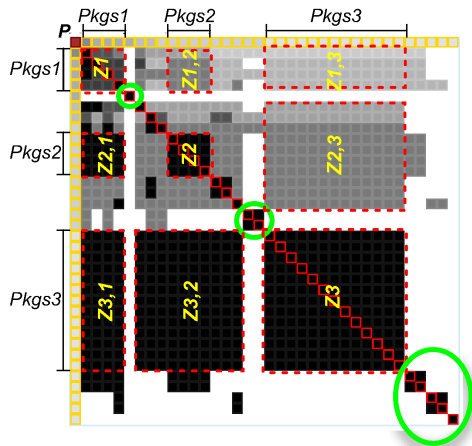 Pkgs1 Pkgs2 Pkgs3
P
Pkgs1 Z1 Z1,2 Z1,3
Pkgs2 Z2,1 Z2 Z2,3
Pkgs3 Z3,1 Z3,2 Z3